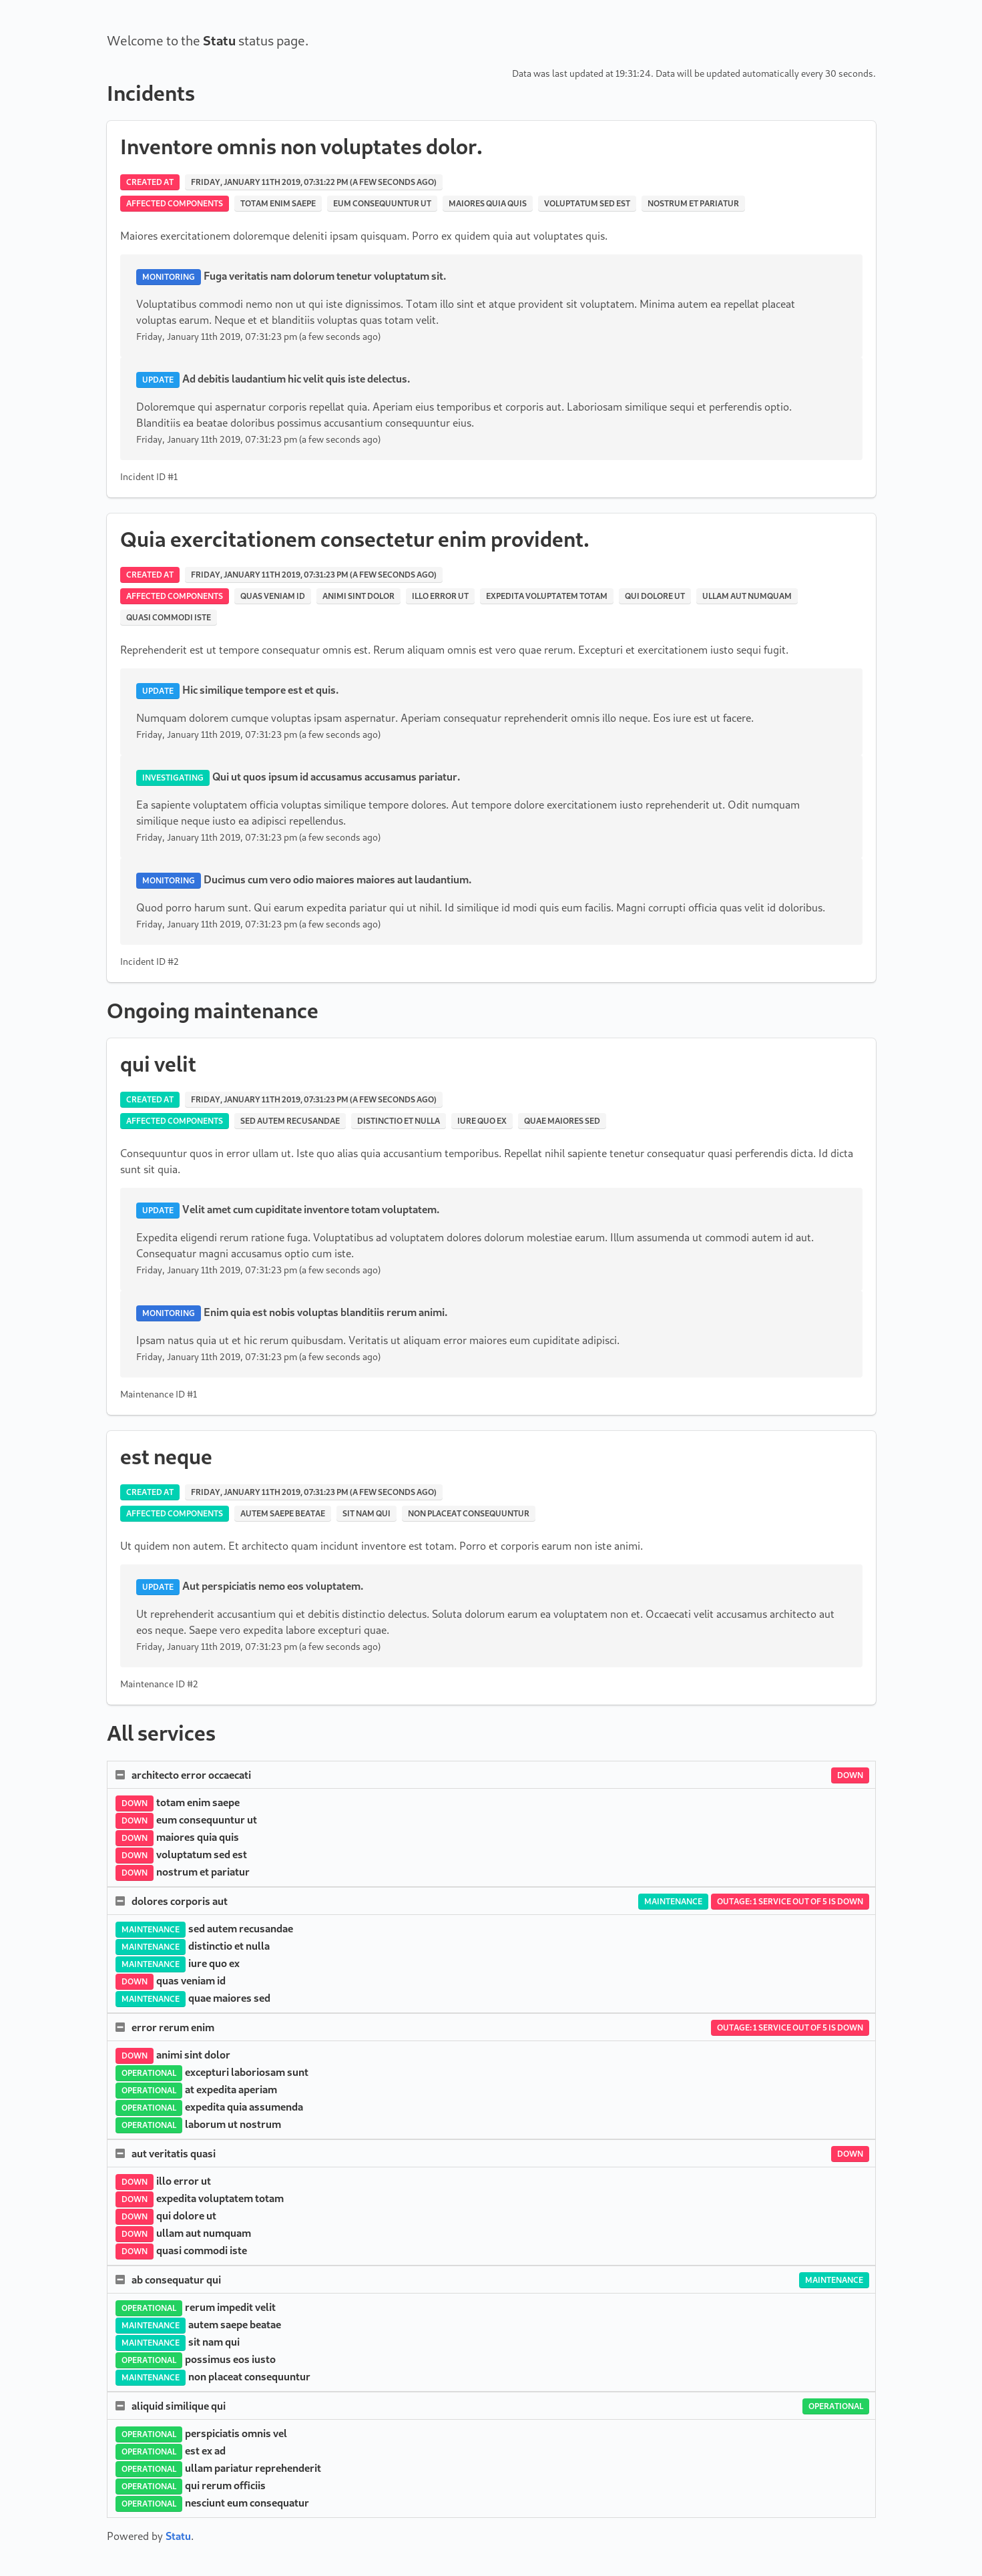 Welcome to the Statu status page.
Data was last updated at 19:31:24. Data will be updated automatically every 30 seconds.
Incidents
Inventore omnis non voluptates dolor.
CREATED AT FRIDAY, JANUARY 11TH 2019, 07:31:22 PM (A FEW SECONDS AGO)
AFFECTED COMPONENTS TOTAM ENIM SAEPE EUM CONSEQUUNTUR UT MAIORES QUIA QUIS VOLUPTATUM SED EST NOSTRUM ET PARIATUR
Maiores exercitationem doloremque deleniti ipsam quisquam. Porro ex quidem quia aut voluptates quis.
MONITORING Fuga veritatis nam dolorum tenetur voluptatum sit.
Voluptatibus commodi nemo non ut qui iste dignissimos. Totam illo sint et atque provident sit voluptatem. Minima autem ea repellat placeat
voluptas earum. Neque et et blanditiis voluptas quas totam velit.
Friday, January 11th 2019, 07:31:23 pm (a few seconds ago)
UPDATE Ad debitis laudantium hic velit quis iste delectus.
Doloremque qui aspernatur corporis repellat quia. Aperiam eius temporibus et corporis aut. Laboriosam similique sequi et perferendis optio.
Blanditiis ea beatae doloribus possimus accusantium consequuntur eius.
Friday, January 11th 2019, 07:31:23 pm (a few seconds ago)
Incident ID #1
Quia exercitationem consectetur enim provident.
CREATED AT FRIDAY, JANUARY 11TH 2019, 07:31:23 PM (A FEW SECONDS AGO)
AFFECTED COMPONENTS QUAS VENIAM ID ANIMI SINT DOLOR ILLO ERROR UT EXPEDITA VOLUPTATEM TOTAM QUI DOLORE UT ULLAM AUT NUMQUAM
QUASI COMMODI ISTE
Reprehenderit est ut tempore consequatur omnis est. Rerum aliquam omnis est vero quae rerum. Excepturi et exercitationem iusto sequi fugit.
UPDATE Hic similique tempore est et quis.
Numquam dolorem cumque voluptas ipsam aspernatur. Aperiam consequatur reprehenderit omnis illo neque. Eos iure est ut facere.
Friday, January 11th 2019, 07:31:23 pm (a few seconds ago)
INVESTIGATING Qui ut quos ipsum id accusamus accusamus pariatur.
Ea sapiente voluptatem officia voluptas similique tempore dolores. Aut tempore dolore exercitationem iusto reprehenderit ut. Odit numquam
similique neque iusto ea adipisci repellendus.
Friday, January 11th 2019, 07:31:23 pm (a few seconds ago)
MONITORING Ducimus cum vero odio maiores maiores aut laudantium.
Quod porro harum sunt. Qui earum expedita pariatur qui ut nihil. Id similique id modi quis eum facilis. Magni corrupti officia quas velit id doloribus.
Friday, January 11th 2019, 07:31:23 pm (a few seconds ago)
Incident ID #2
Ongoing maintenance
qui velit
CREATED AT FRIDAY, JANUARY 11TH 2019, 07:31:23 PM (A FEW SECONDS AGO)
AFFECTED COMPONENTS SED AUTEM RECUSANDAE DISTINCTIO ET NULLA IURE QUO EX QUAE MAIORES SED
Consequuntur quos in error ullam ut. Iste quo alias quia accusantium temporibus. Repellat nihil sapiente tenetur consequatur quasi perferendis dicta. Id dicta
sunt sit quia.
UPDATE Velit amet cum cupiditate inventore totam voluptatem.
Expedita eligendi rerum ratione fuga. Voluptatibus ad voluptatem dolores dolorum molestiae earum. Illum assumenda ut commodi autem id aut.
Consequatur magni accusamus optio cum iste.
Friday, January 11th 2019, 07:31:23 pm (a few seconds ago)
MONITORING Enim quia est nobis voluptas blanditiis rerum animi.
Ipsam natus quia ut et hic rerum quibusdam. Veritatis ut aliquam error maiores eum cupiditate adipisci.
Friday, January 11th 2019, 07:31:23 pm (a few seconds ago)
Maintenance ID #1
est neque
CREATED AT FRIDAY, JANUARY 11TH 2019, 07:31:23 PM (A FEW SECONDS AGO)
AFFECTED COMPONENTS AUTEM SAEPE BEATAE SIT NAM QUI NON PLACEAT CONSEQUUNTUR
Ut quidem non autem. Et architecto quam incidunt inventore est totam. Porro et corporis earum non iste animi.
UPDATE Aut perspiciatis nemo eos voluptatem.
Ut reprehenderit accusantium qui et debitis distinctio delectus. Soluta dolorum earum ea voluptatem non et. Occaecati velit accusamus architecto aut
eos neque. Saepe vero expedita labore excepturi quae.
Friday, January 11th 2019, 07:31:23 pm (a few seconds ago)
Maintenance ID #2
All services
architecto error occaecati DOWN
DOWN totam enim saepe
DOWN eum consequuntur ut
DOWN maiores quia quis
DOWN voluptatum sed est
DOWN nostrum et pariatur
dolores corporis aut MAINTENANCE OUTAGE: 1 SERVICE OUT OF 5 IS DOWN
MAINTENANCE sed autem recusandae
MAINTENANCE distinctio et nulla
MAINTENANCE iure quo ex
DOWN quas veniam id
MAINTENANCE quae maiores sed
error rerum enim OUTAGE: 1 SERVICE OUT OF 5 IS DOWN
DOWN animi sint dolor
OPERATIONAL excepturi laboriosam sunt
OPERATIONAL at expedita aperiam
OPERATIONAL expedita quia assumenda
OPERATIONAL laborum ut nostrum
aut veritatis quasi DOWN
DOWN illo error ut
DOWN expedita voluptatem totam
DOWN qui dolore ut
DOWN ullam aut numquam
DOWN quasi commodi iste
ab consequatur qui MAINTENANCE
OPERATIONAL rerum impedit velit
MAINTENANCE autem saepe beatae
MAINTENANCE sit nam qui
OPERATIONAL possimus eos iusto
MAINTENANCE non placeat consequuntur
aliquid similique qui OPERATIONAL
OPERATIONAL perspiciatis omnis vel
OPERATIONAL est ex ad
OPERATIONAL ullam pariatur reprehenderit
OPERATIONAL qui rerum officiis
OPERATIONAL nesciunt eum consequatur
Powered by Statu.